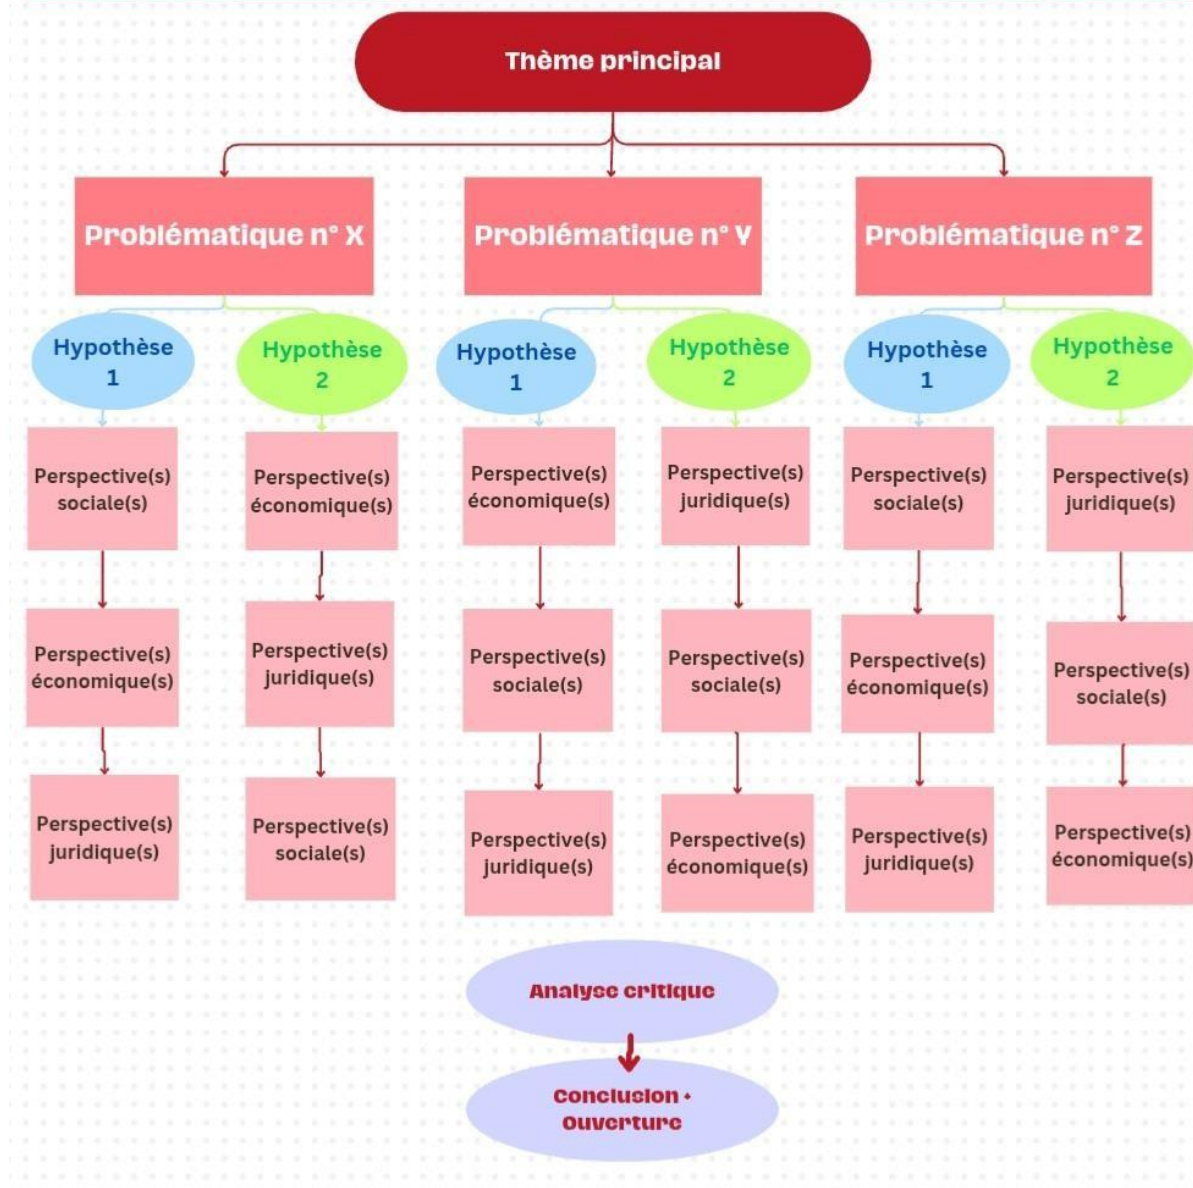 Thème principal
Problématique n° X
Problématique n° Y
Problématique n° Z
Hypothèse
1
Hypothèse
2
Hypothèse
1
Hypothèse
2
Hypothèse
1
Hypothèse
2
Perspective(s)
sociale(s)
Perspective(s)
économique(s)
Perspective(s)
économique(s)
Perspective(s)
juridique(s)
Perspective(s)
sociale(s)
Perspective(s)
juridique(s)
Perspective(s)
économique(s)
Perspective(s)
juridique(s)
Perspective(s)
sociale(s)
Perspective(s)
sociale(s)
Perspective(s)
économique(s)
Perspective(s)
sociale(s)
Perspective(s)
juridique(s)
Perspective(s)
sociale(s)
Perspective(s)
juridique(s)
Perspective(s)
économique(s)
Perspective(s)
juridique(s)
Perspective(s)
économique(s)
Analyse critique
Conclusion +
Ouverture